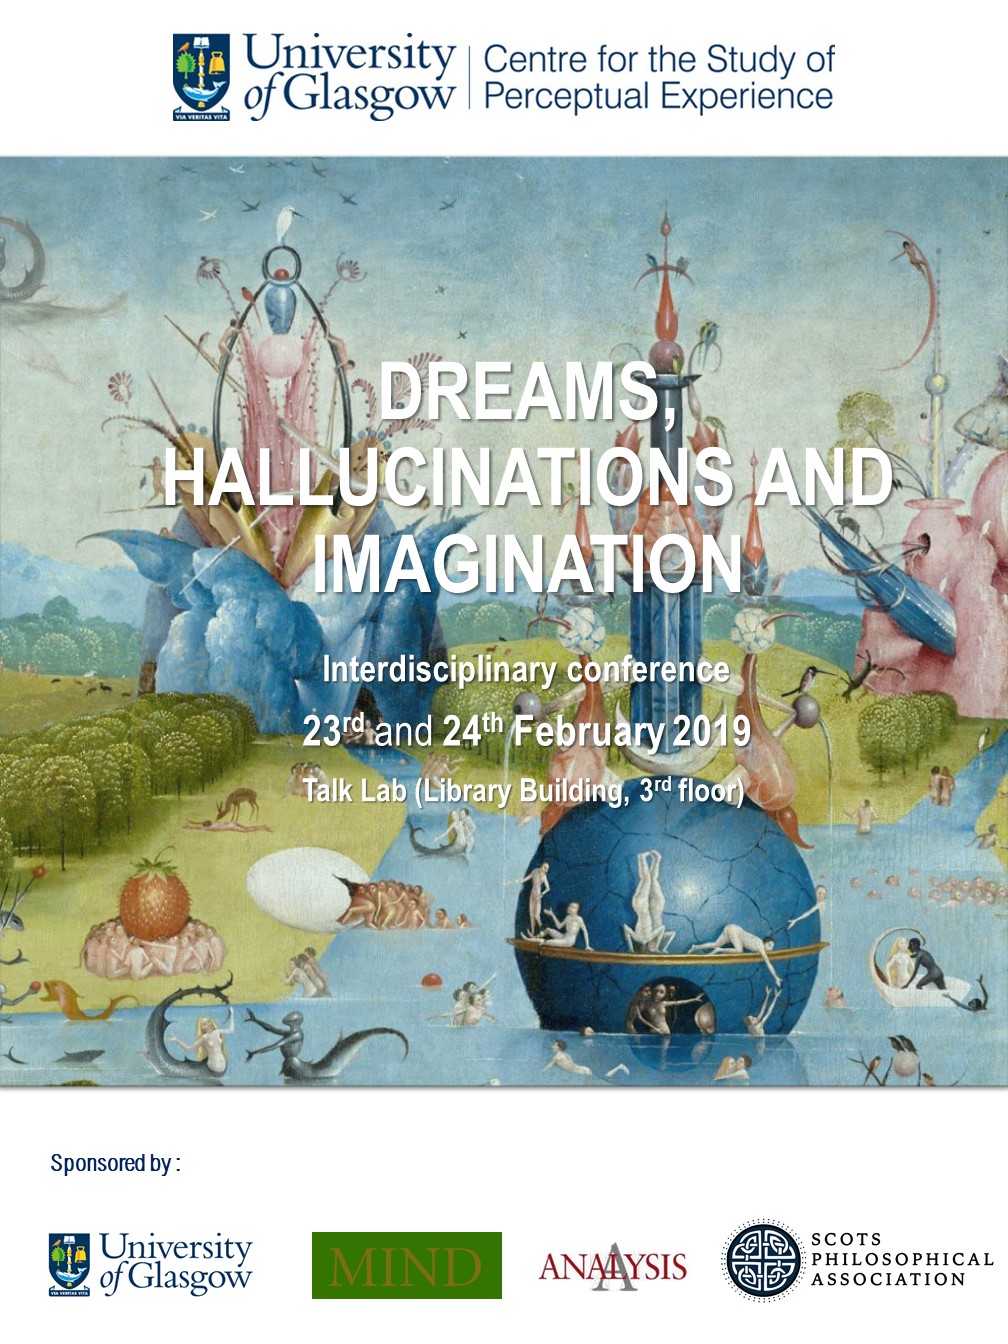 University of Glasgow
Centre for the Study of Perceptual Experience
VIA VERITAS VITA
DREAMS,
HALLUCINATIONS AND
IMAGINATION
Interdisciplinary conference
23rd and 24th February 2019
Talk Lab (Library Building, 3rd floor)
Sponsored by :
University of Glasgow
VIA VERITAS VITA
MIND
ANALYSIS
SCOTS
PHILOSOPHICAL
ASSOCIATION